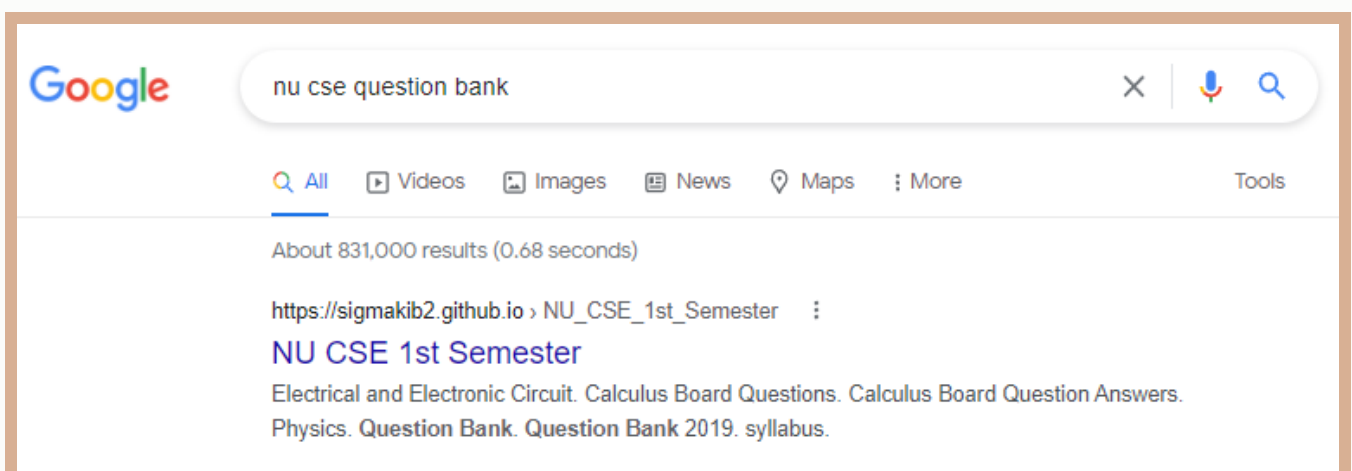 Google
nu cse question bank
All Videos Images News Maps More Tools
About 831,000 results (0.68 seconds)
https://sigmakib2.github.io › NU_CSE_1st_Semester
NU CSE 1st Semester
Electrical and Electronic Circuit. Calculus Board Questions. Calculus Board Question Answers.
Physics. Question Bank. Question Bank 2019. syllabus.